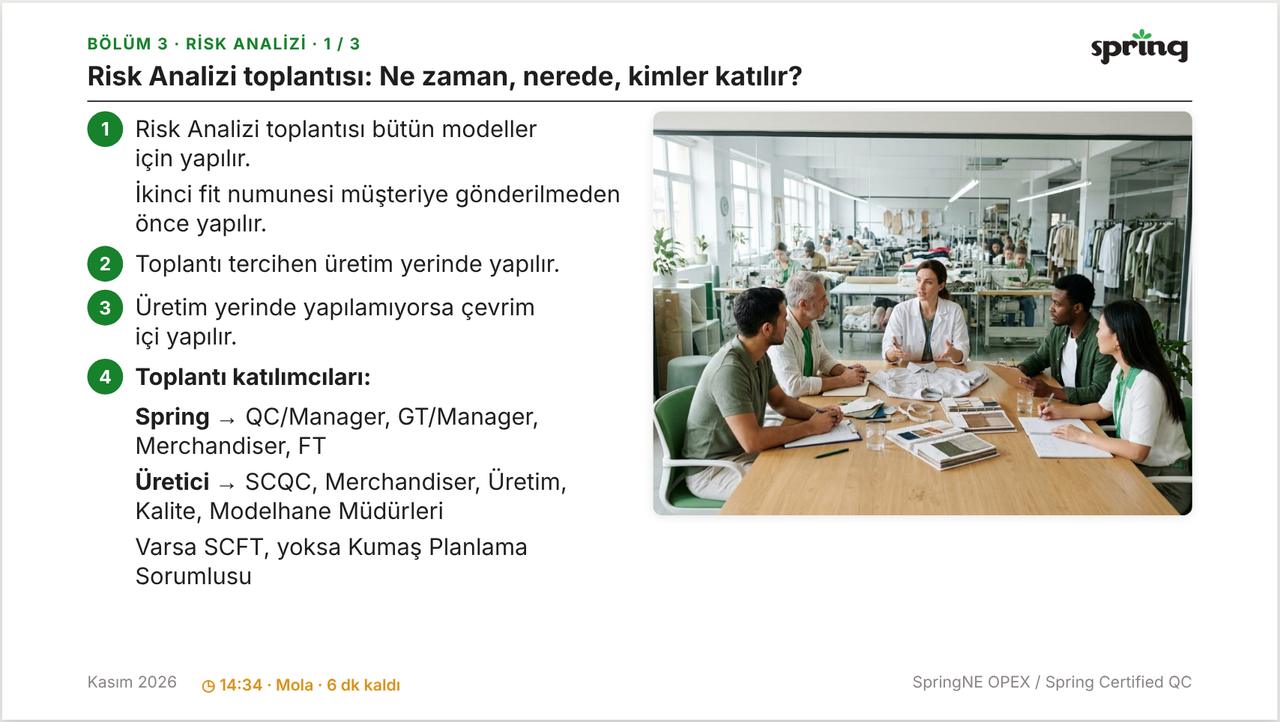 BÖLÜM 3 · RİSK ANALİZİ · 1 / 3
spring
Risk Analizi toplantısı: Ne zaman, nerede, kimler katılır?
1 Risk Analizi toplantısı bütün modeller
için yapılır.
İkinci fit numunesi müşteriye gönderilmeden
önce yapılır.
2 Toplantı tercihen üretim yerinde yapılır.
3 Üretim yerinde yapılamıyorsa çevrim
içi yapılır.
4 Toplantı katılımcıları:
Spring → QC/Manager, GT/Manager,
Merchandiser, FT
Üretici → SCQC, Merchandiser, Üretim,
Kalite, Modelhane Müdürleri
Varsa SCFT, yoksa Kumaş Planlama
Sorumlusu
Kasım 2026
14:34 · Mola · 6 dk kaldı
SpringNE OPEX / Spring Certified QC